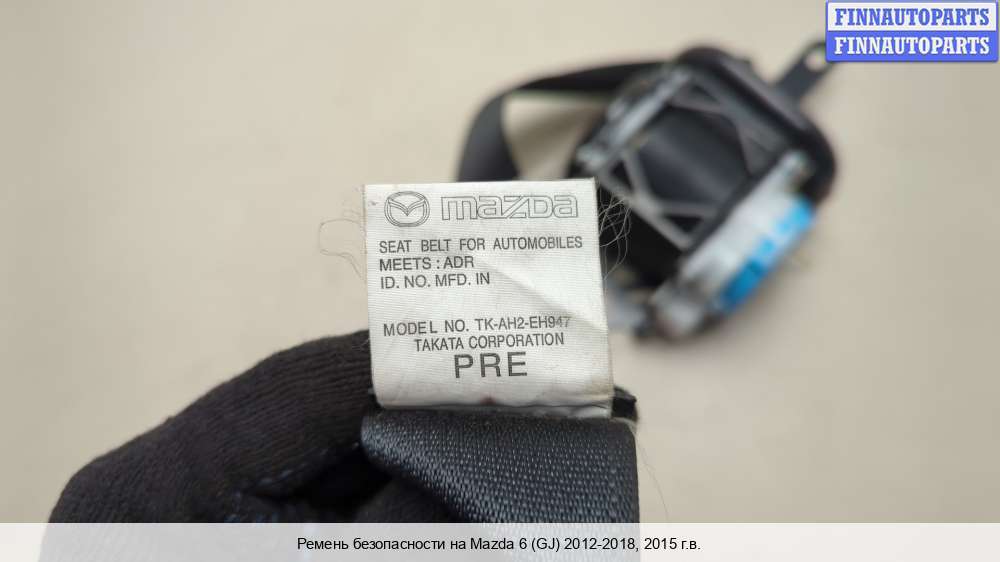 FINNAUTOPARTS
FINNAUTOPARTS
mazda
SEAT BELT FOR AUTOMOBILES
MEETS : ADR
ID. NO. MFD. IN
MODEL NO. TK-AH2-EH947
TAKATA CORPORATION
PRE
Ремень безопасности на Mazda 6 (GJ) 2012-2018, 2015 г.в.